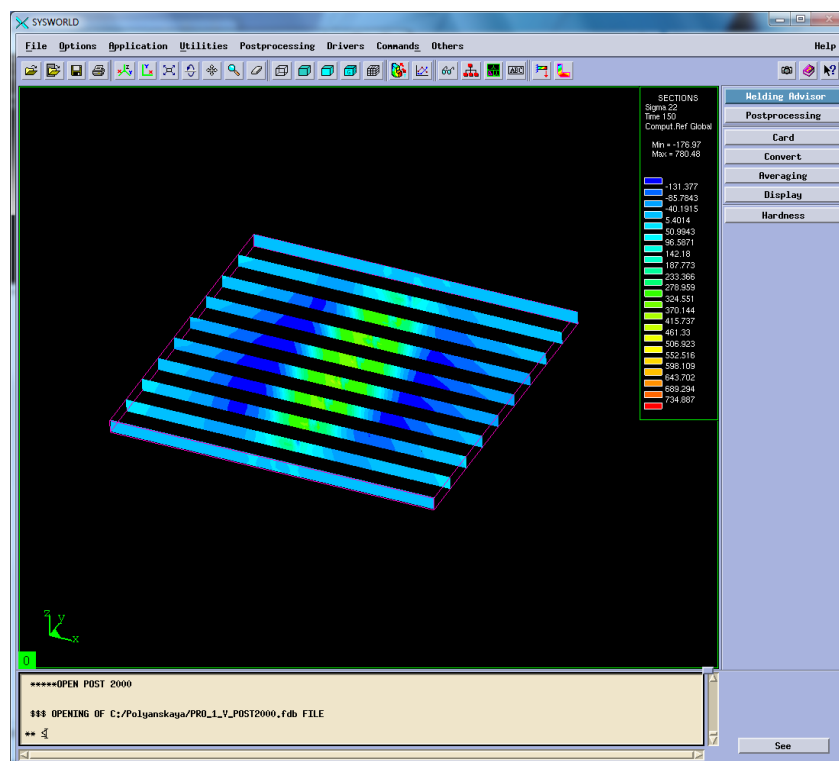 SYSWORLD
File Options Application Utilities Postprocessing Drivers Commands Others Help
ABC
SECTIONS
Sigma 22
Time 150
Comput.Ref Global
Min = -176.97
Max = 780.48
-131.377
-85.7843
-40.1915
5.4014
50.9943
96.5871
142.18
187.773
233.366
278.959
324.551
370.144
415.737
461.33
506.923
552.516
598.109
643.702
689.294
734.887
Welding Advisor
Postprocessing
Card
Convert
Averaging
Display
Hardness
z
y
x
0
*****OPEN POST 2000
$$$ OPENING OF C:/Polyanskaya/PRO_1_V_POST2000.fdb FILE
**
See